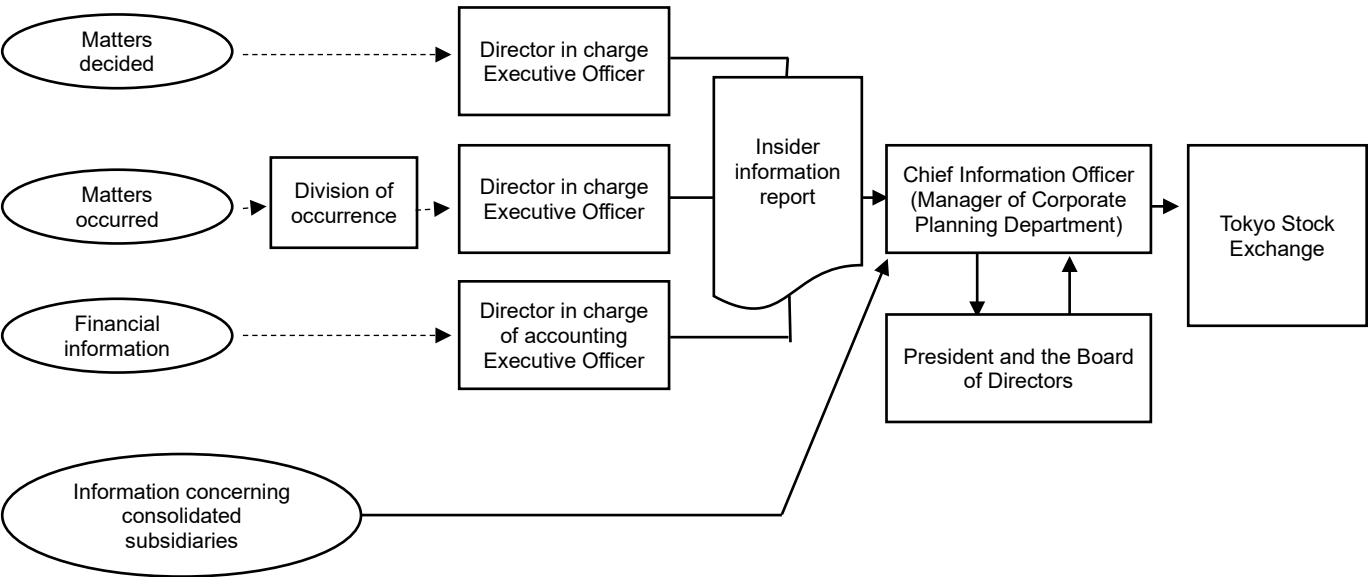 Matters
decided
Director in charge
Executive Officer
Matters
occurred
Division of
occurrence
Director in charge
Executive Officer
Insider
information
report
Chief Information Officer
(Manager of Corporate
Planning Department)
Tokyo Stock
Exchange
Financial
information
Director in charge
of accounting
Executive Officer
President and the Board
of Directors
Information concerning
consolidated
subsidiaries